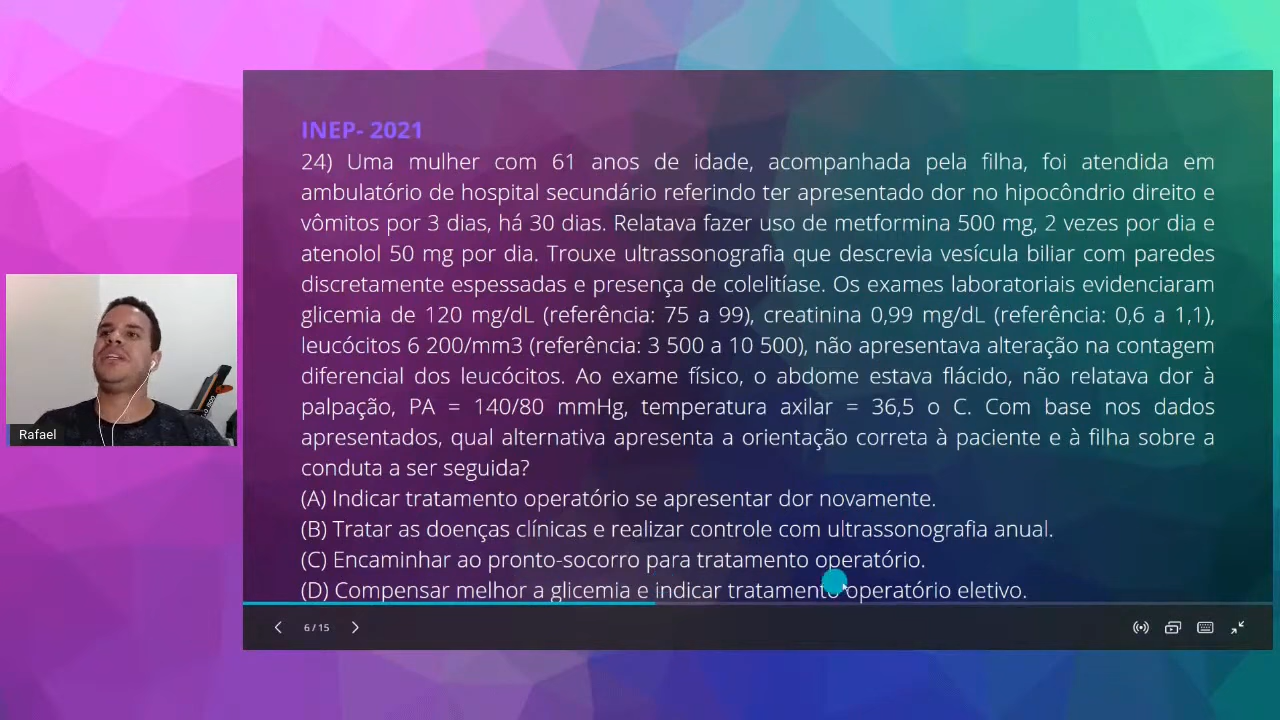 INEP- 2021
24) Uma mulher com 61 anos de idade, acompanhada pela filha, foi atendida em
ambulatório de hospital secundário referindo ter apresentado dor no hipocôndrio direito e
vômitos por 3 dias, há 30 dias. Relatava fazer uso de metformina 500 mg, 2 vezes por dia e
atenolol 50 mg por dia. Trouxe ultrassonografia que descrevia vesícula biliar com paredes
discretamente espessadas e presença de colelitíase. Os exames laboratoriais evidenciaram
glicemia de 120 mg/dL (referência: 75 a 99), creatinina 0,99 mg/dL (referência: 0,6 a 1,1),
leucócitos 6 200/mm3 (referência: 3 500 a 10 500), não apresentava alteração na contagem
diferencial dos leucócitos. Ao exame físico, o abdome estava flácido, não relatava dor à
palpação, PA = 140/80 mmHg, temperatura axilar = 36,5 o C. Com base nos dados
apresentados, qual alternativa apresenta a orientação correta à paciente e à filha sobre a
conduta a ser seguida?
(A) Indicar tratamento operatório se apresentar dor novamente.
(B) Tratar as doenças clínicas e realizar controle com ultrassonografia anual.
(C) Encaminhar ao pronto-socorro para tratamento operatório.
(D) Compensar melhor a glicemia e indicar tratamento operatório eletivo.
Rafael
6 / 15